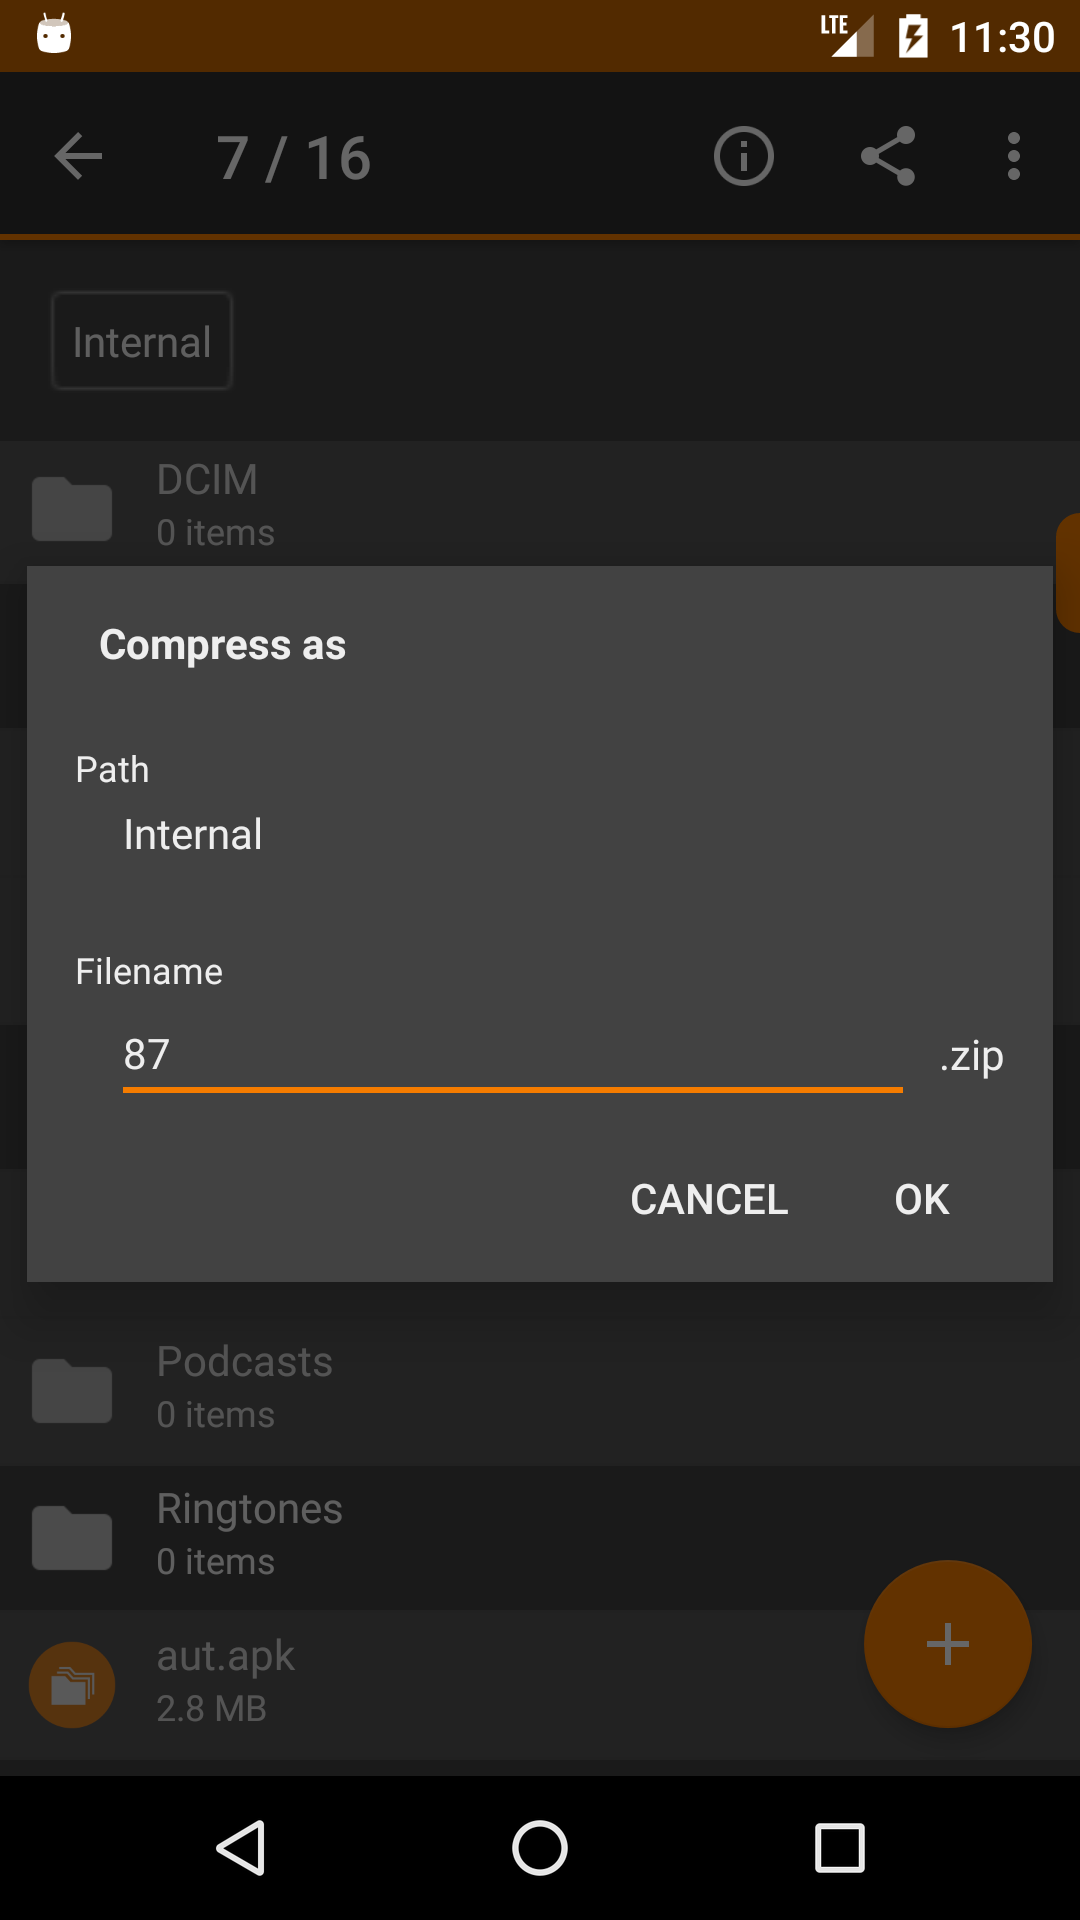 LTE 11:30
7 / 16
Internal
DCIM
0 items
Compress as
Path
Internal
Filename
87 .zip
CANCEL OK
Podcasts
0 items
Ringtones
0 items
aut.apk
2.8 MB